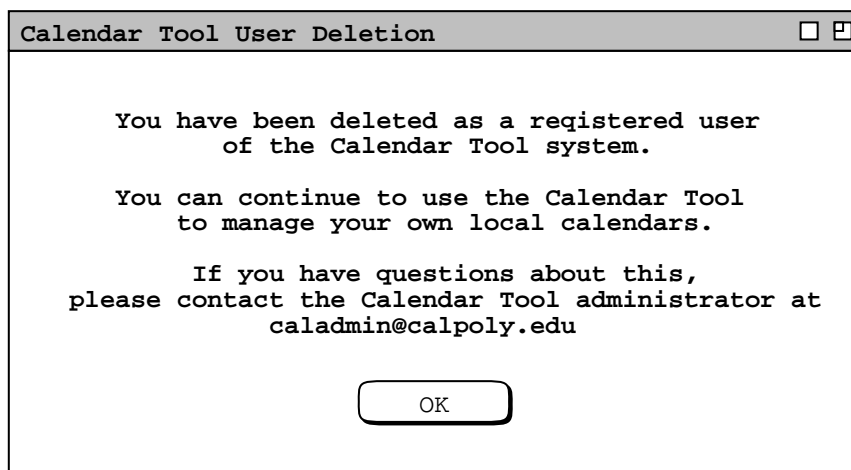 Calendar Tool User Deletion
You have been deleted as a reqistered user
of the Calendar Tool system.
You can continue to use the Calendar Tool
to manage your own local calendars.
If you have questions about this,
please contact the Calendar Tool administrator at
caladmin@calpoly.edu
OK